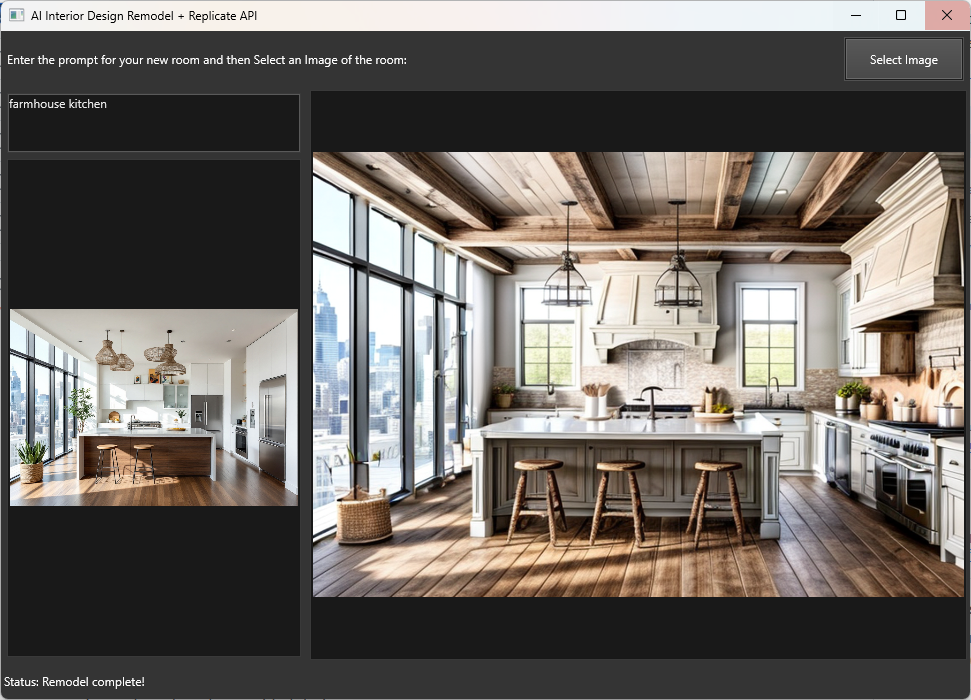 AI Interior Design Remodel + Replicate API
Enter the prompt for your new room and then Select an Image of the room:
Select Image
farmhouse kitchen
Status: Remodel complete!